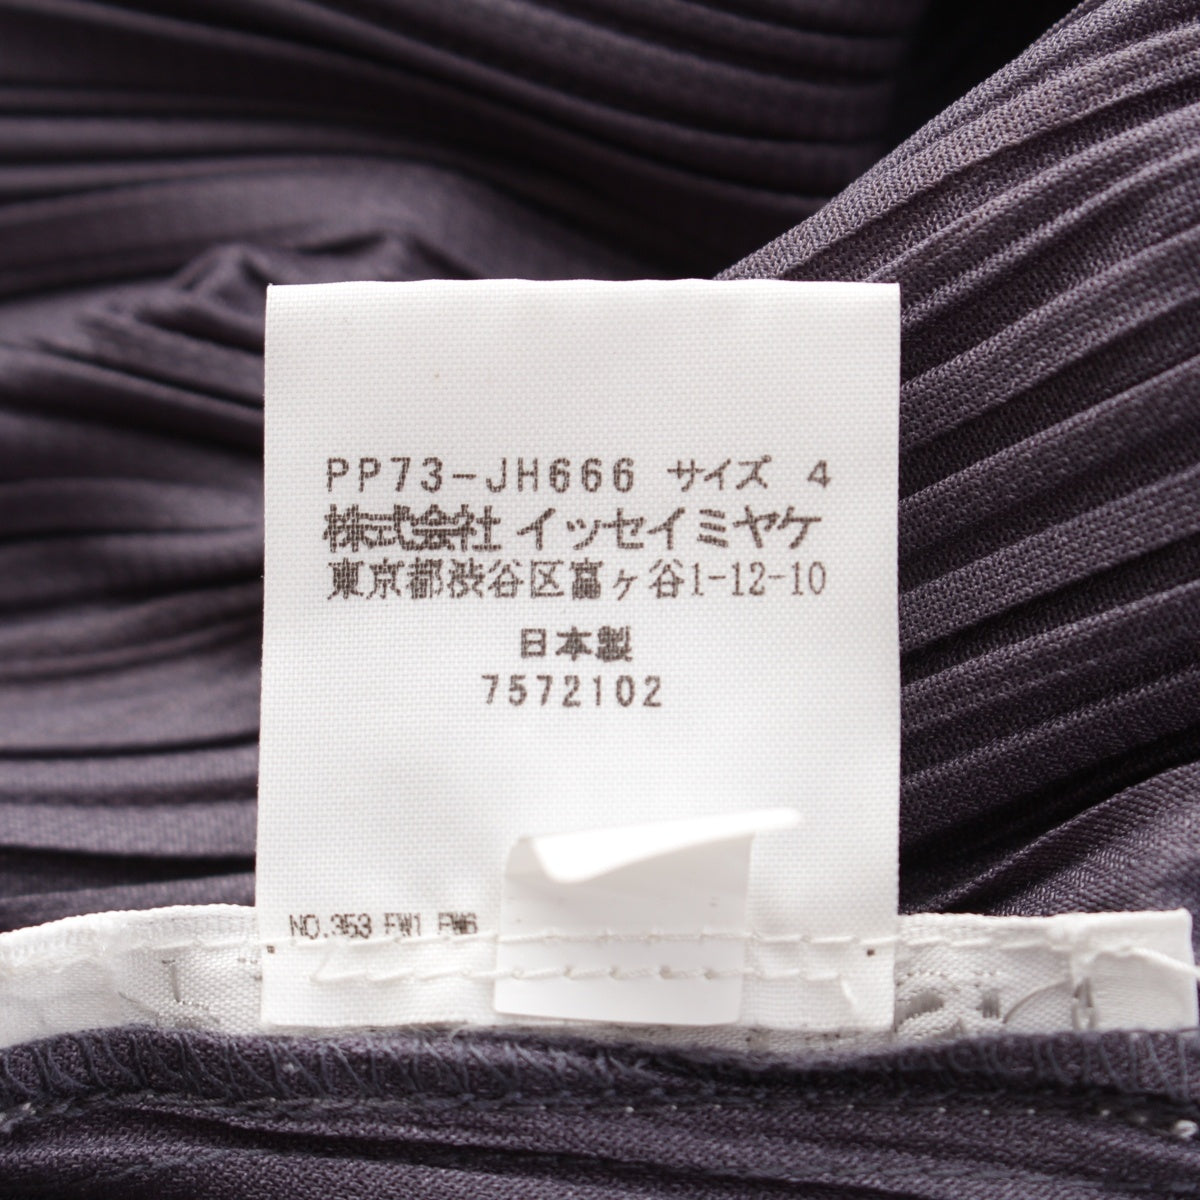 PP73-JH666 サイズ 4
株式会社 イッセイミヤケ
東京都渋谷区富ヶ谷1-12-10
日本製
7572102
NO.353 FW1 FW6